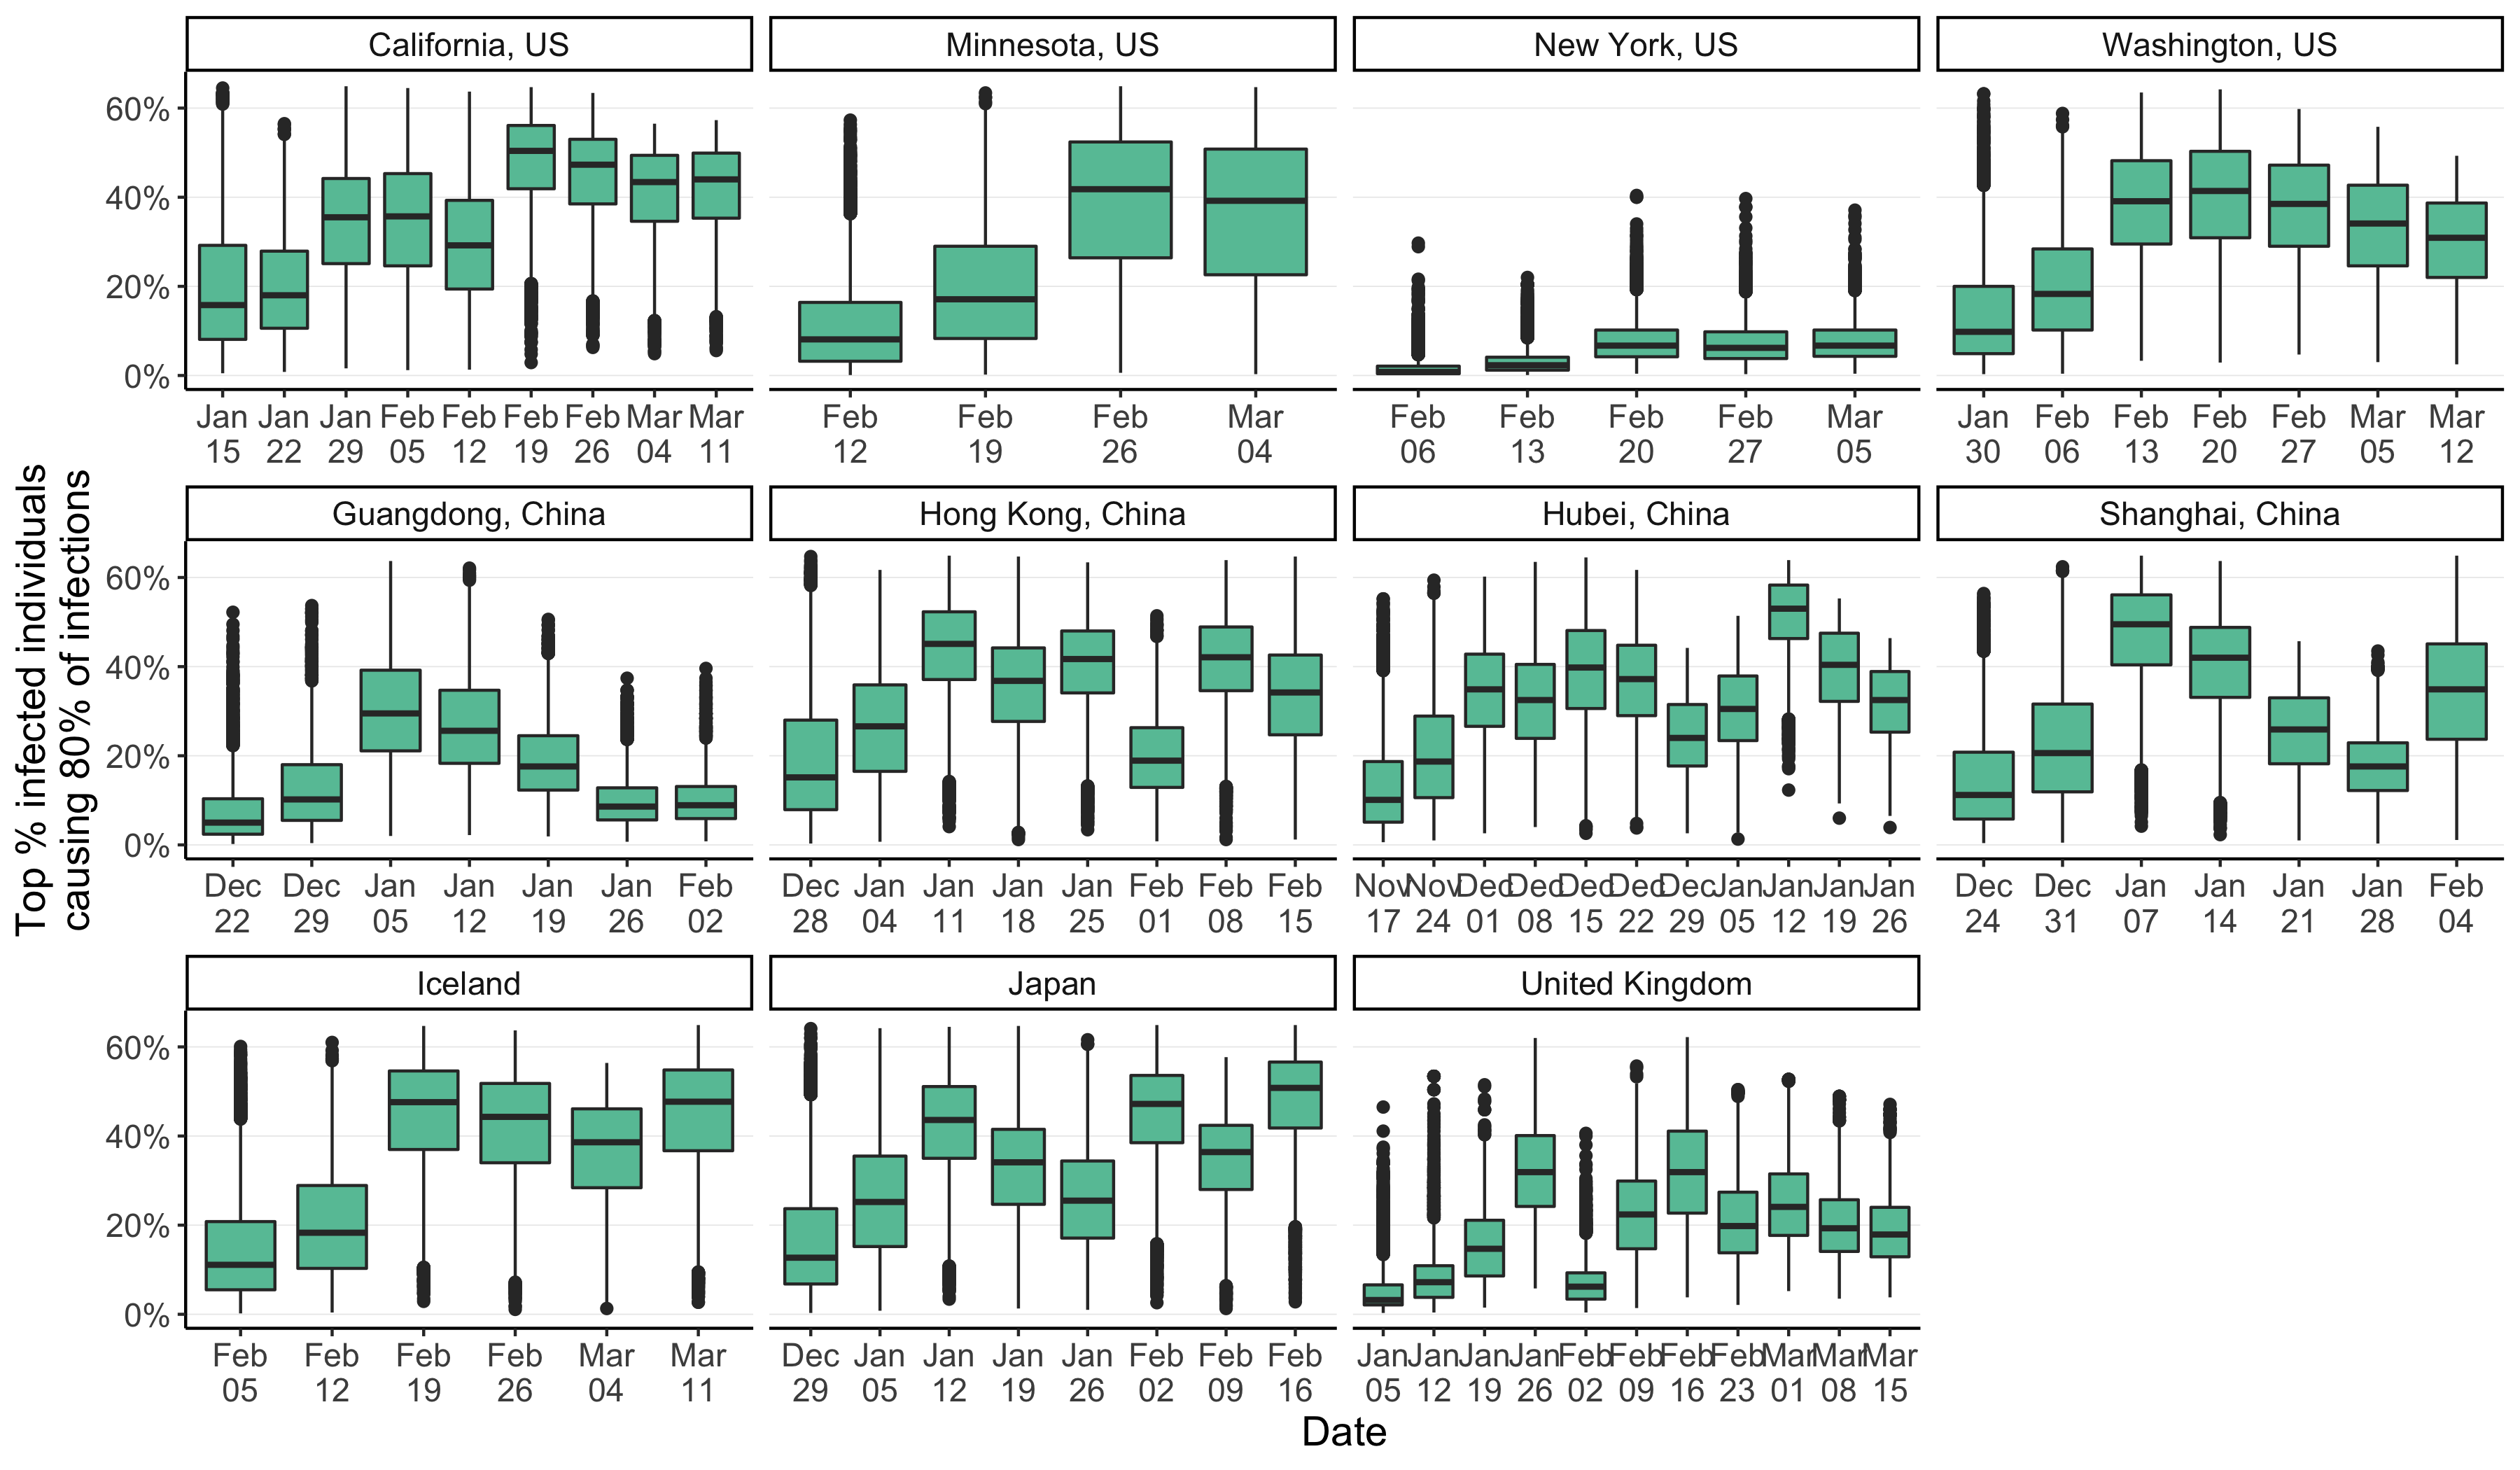 California, US
Minnesota, US
New York, US
Washington, US
60%
40%
20%
0%
Jan Jan Jan Feb Feb Feb Feb Mar Mar
15 22 29 05 12 19 26 04 11
Feb Feb Feb Mar
12 19 26 04
Feb Feb Feb Feb Mar
06 13 20 27 05
Jan Feb Feb Feb Feb Mar Mar
30 06 13 20 27 05 12
Top % infected individuals
causing 80% of infections
Guangdong, China
Hong Kong, China
Hubei, China
Shanghai, China
60%
40%
20%
0%
Dec Dec Jan Jan Jan Jan Feb
22 29 05 12 19 26 02
Dec Jan Jan Jan Jan Feb Feb Feb
28 04 11 18 25 01 08 15
Nov Nov Dec Dec Dec Dec Dec Jan Jan Jan Jan
17 24 01 08 15 22 29 05 12 19 26
Dec Dec Jan Jan Jan Jan Feb
24 31 07 14 21 28 04
Iceland
Japan
United Kingdom
60%
40%
20%
0%
Feb Feb Feb Feb Mar Mar
05 12 19 26 04 11
Dec Jan Jan Jan Jan Feb Feb Feb
29 05 12 19 26 02 09 16
Jan Jan Jan Jan Feb Feb Feb Feb Mar Mar Mar
05 12 19 26 02 09 16 23 01 08 15
Date